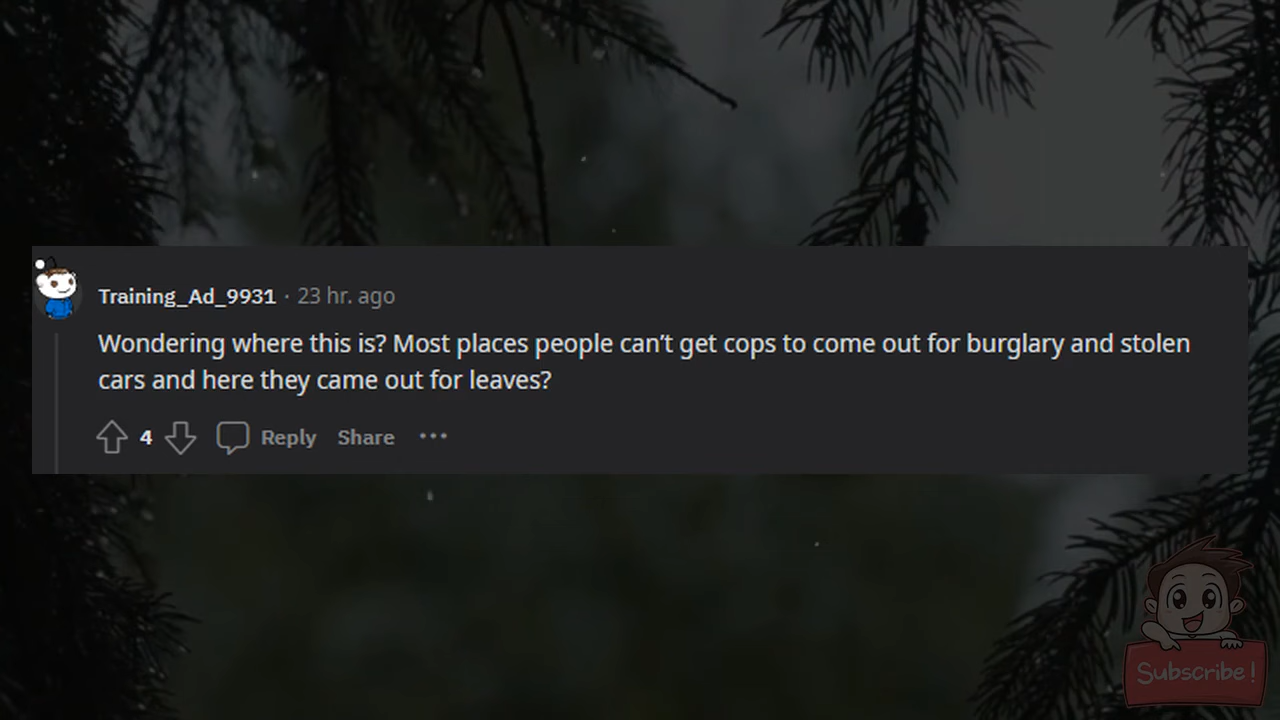 Training_Ad_9931 · 23 hr. ago
Wondering where this is? Most places people can’t get cops to come out for burglary and stolen
cars and here they came out for leaves?
4 Reply Share •••
Subscribe!